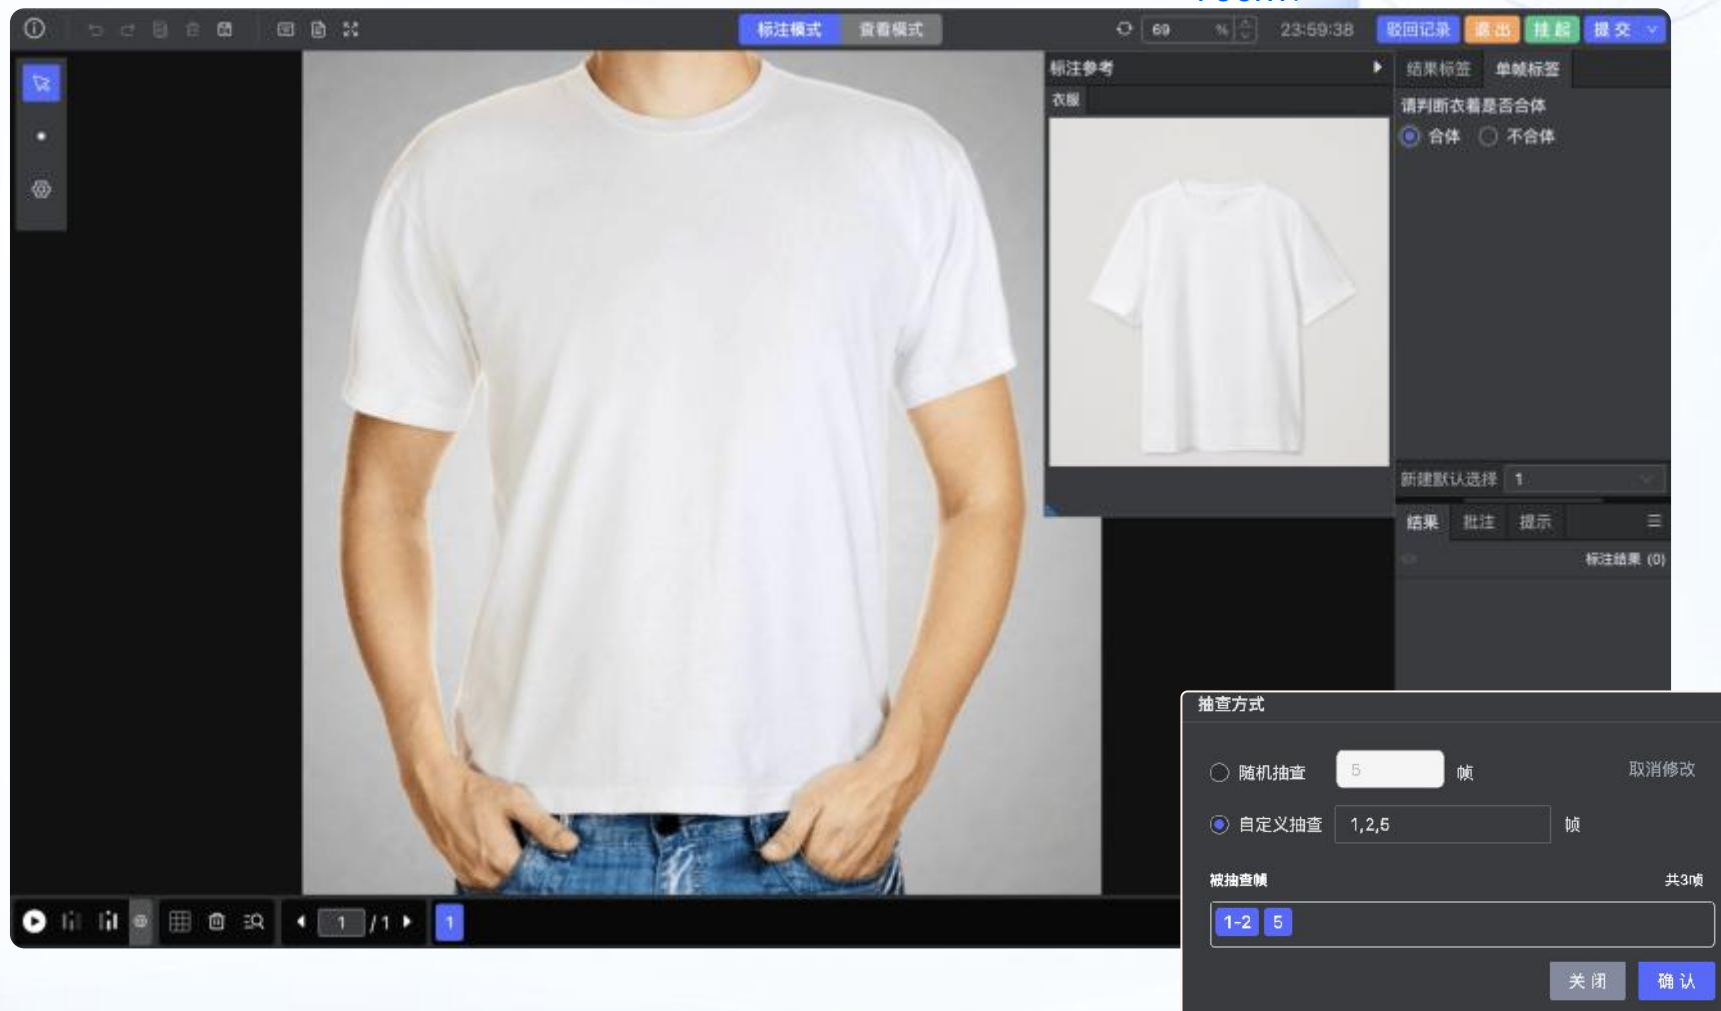 标注模式 查看模式
69 %
23:59:38
驳回记录 退出 挂起 提交
标注参考
衣服
结果标签 单帧标签
请判断衣着是否合体
合体 不合体
新建默认选择 1
结果 批注 提示
标注结果 (0)
抽查方式
随机抽查 5 帧 取消修改
自定义抽查 1,2,5 帧
被抽查帧 共3帧
1-2 5
关闭 确认
1 /1 1